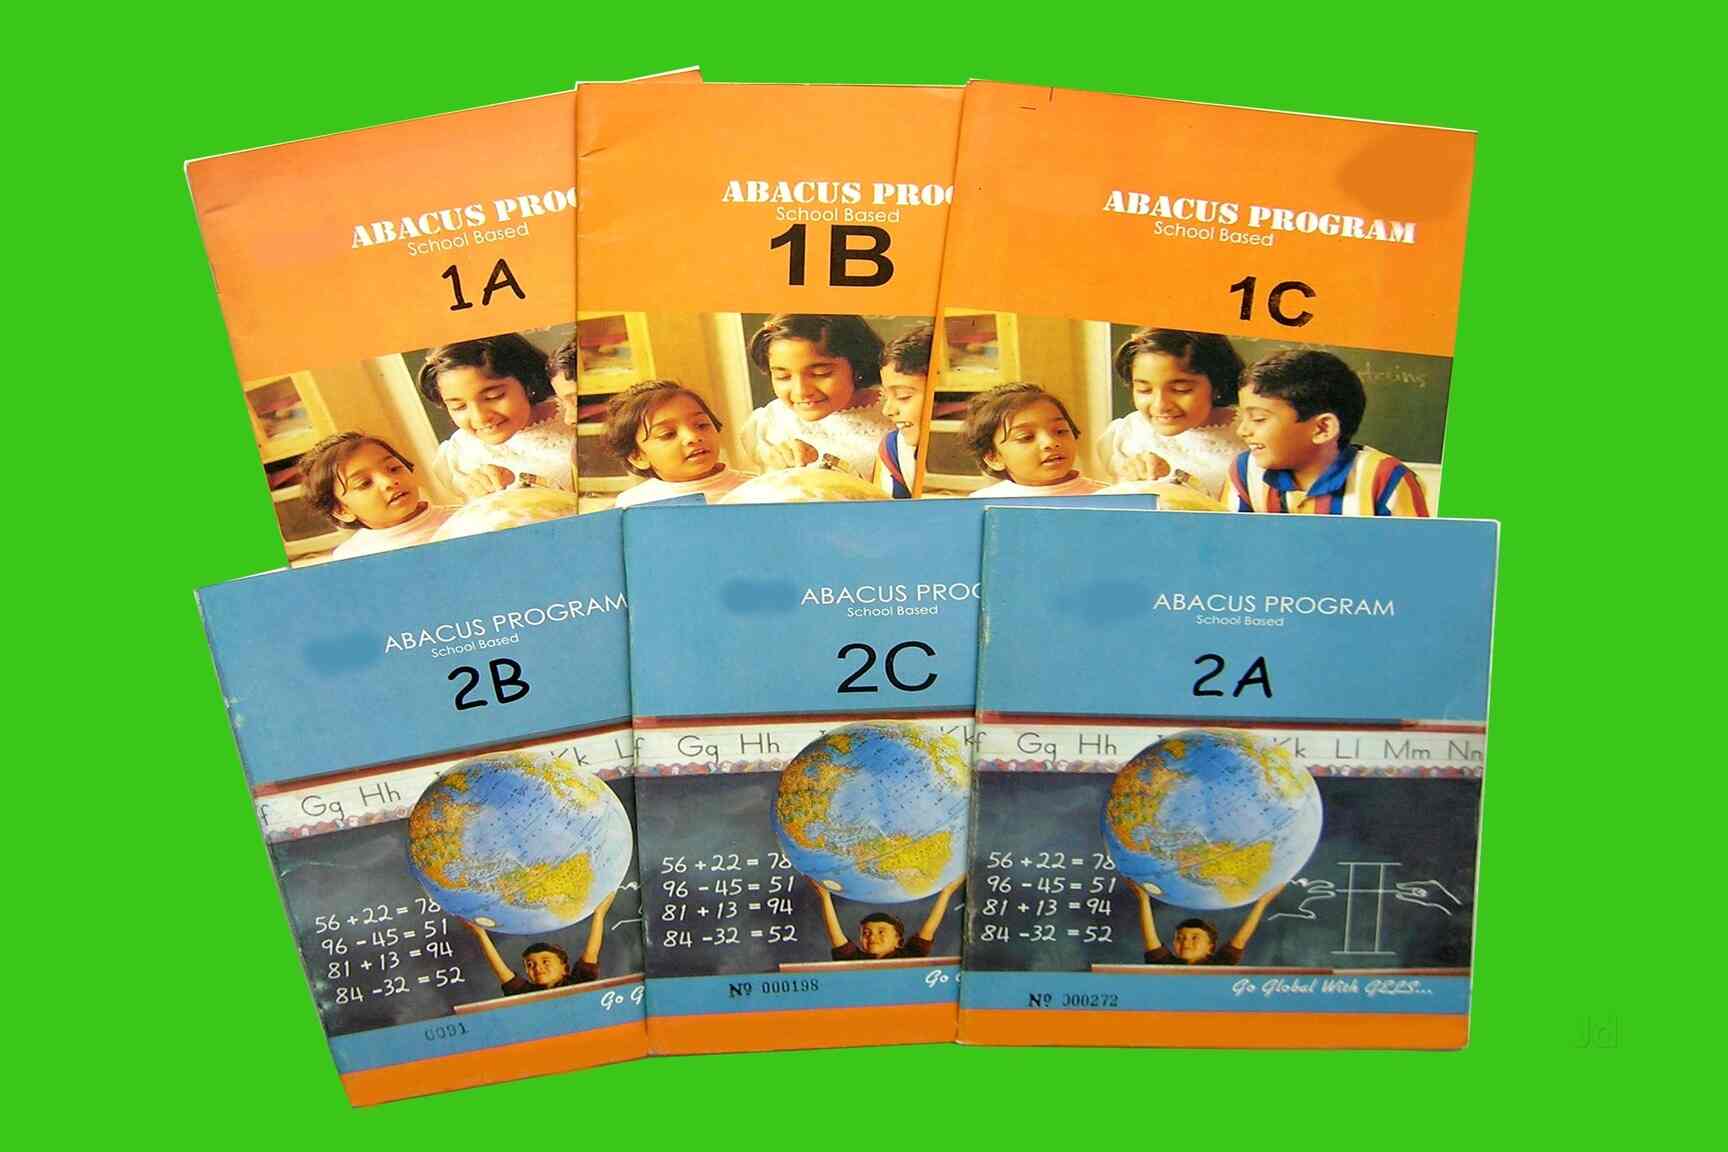 ABACUS PROG
School Based
1A
ABACUS PROG
School Based
1B
ABACUS PROGRAM
School Based
1C
ABACUS PROGRAM
School Based
2B
Gg Hh Kk
56 + 22 = 78
96 - 45 = 51
81 + 13 = 94
84 - 32 = 52
Go G
0091
ABACUS PROG
School Based
2C
Gg Hh
56 + 22 = 78
96 - 45 = 51
81 + 13 = 94
84 - 32 = 52
Nº 000198
Go
ABACUS PROGRAM
School Based
2A
Gg Hh Kk Ll Mm Nn
56 + 22 = 78
96 - 45 = 51
81 + 13 = 94
84 - 32 = 52
Go Global With GELS...
Nº 000272
Jd